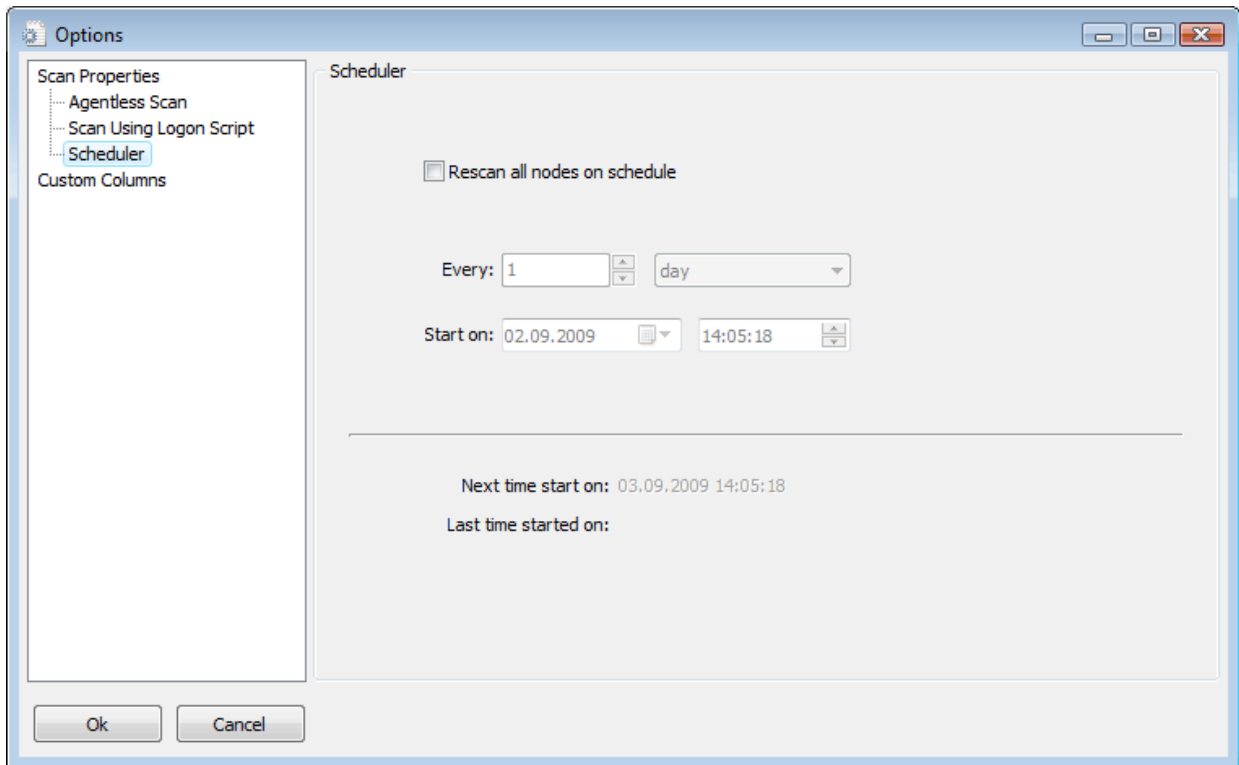 Options
Scan Properties
Agentless Scan
Scan Using Logon Script
Scheduler
Custom Columns
Scheduler
Rescan all nodes on schedule
Every: 1 day
Start on: 02.09.2009 14:05:18
Next time start on: 03.09.2009 14:05:18
Last time started on:
Ok Cancel